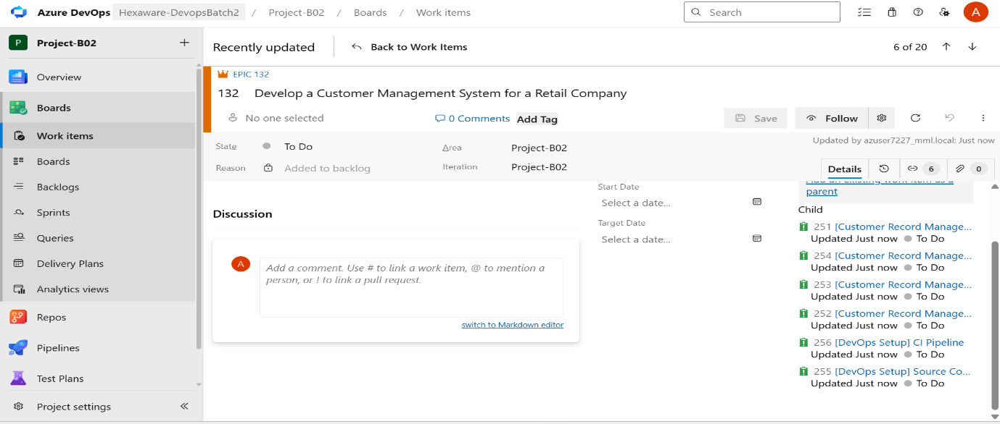 Azure DevOps Hexaware-DevopsBatch2 / Project-B02 / Boards / Work items
Search
A
P Project-B02
Overview
Boards
Work items
Boards
Backlogs
Sprints
Queries
Delivery Plans
Analytics views
Repos
Pipelines
Test Plans
Project settings
Recently updated
Back to Work Items
6 of 20
EPIC 132
132 Develop a Customer Management System for a Retail Company
No one selected
0 Comments Add Tag
Save
Follow
Updated by azuser7227_mml.local: Just now
State To Do
Area Project-B02
Reason Added to backlog
Iteration Project-B02
Details
6
0
Discussion
A
Add a comment. Use # to link a work item, @ to mention a
person, or ! to link a pull request.
switch to Markdown editor
Start Date
Select a date...
Target Date
Select a date...
Add an existing work item as a
parent
Child
251 [Customer Record Manage...
Updated Just now To Do
254 [Customer Record Manage...
Updated Just now To Do
253 [Customer Record Manage...
Updated Just now To Do
252 [Customer Record Manage...
Updated Just now To Do
256 [DevOps Setup] CI Pipeline
Updated Just now To Do
255 [DevOps Setup] Source Co...
Updated Just now To Do